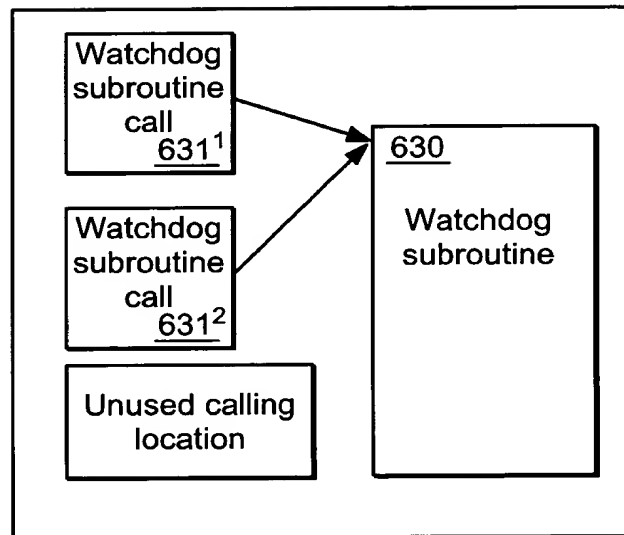 Watchdog
subroutine
call
631¹
Watchdog
subroutine
call
631²
Unused calling
location
630
Watchdog
subroutine